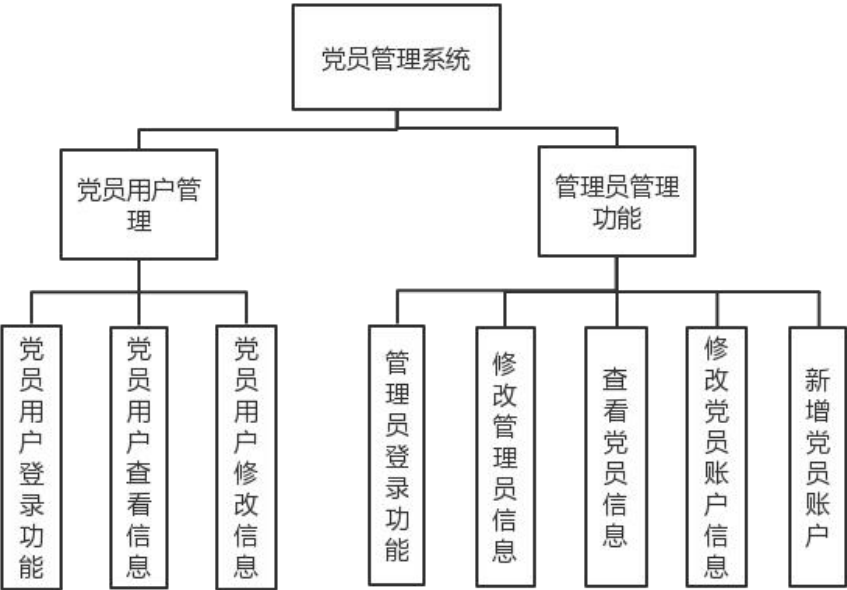 党员管理系统
党员用户管
理
管理员管理
功能
党员用户登录功能
党员用户查看信息
党员用户修改信息
管理员登录功能
修改管理员信息
查看党员信息
修改党员账户信息
新增党员账户